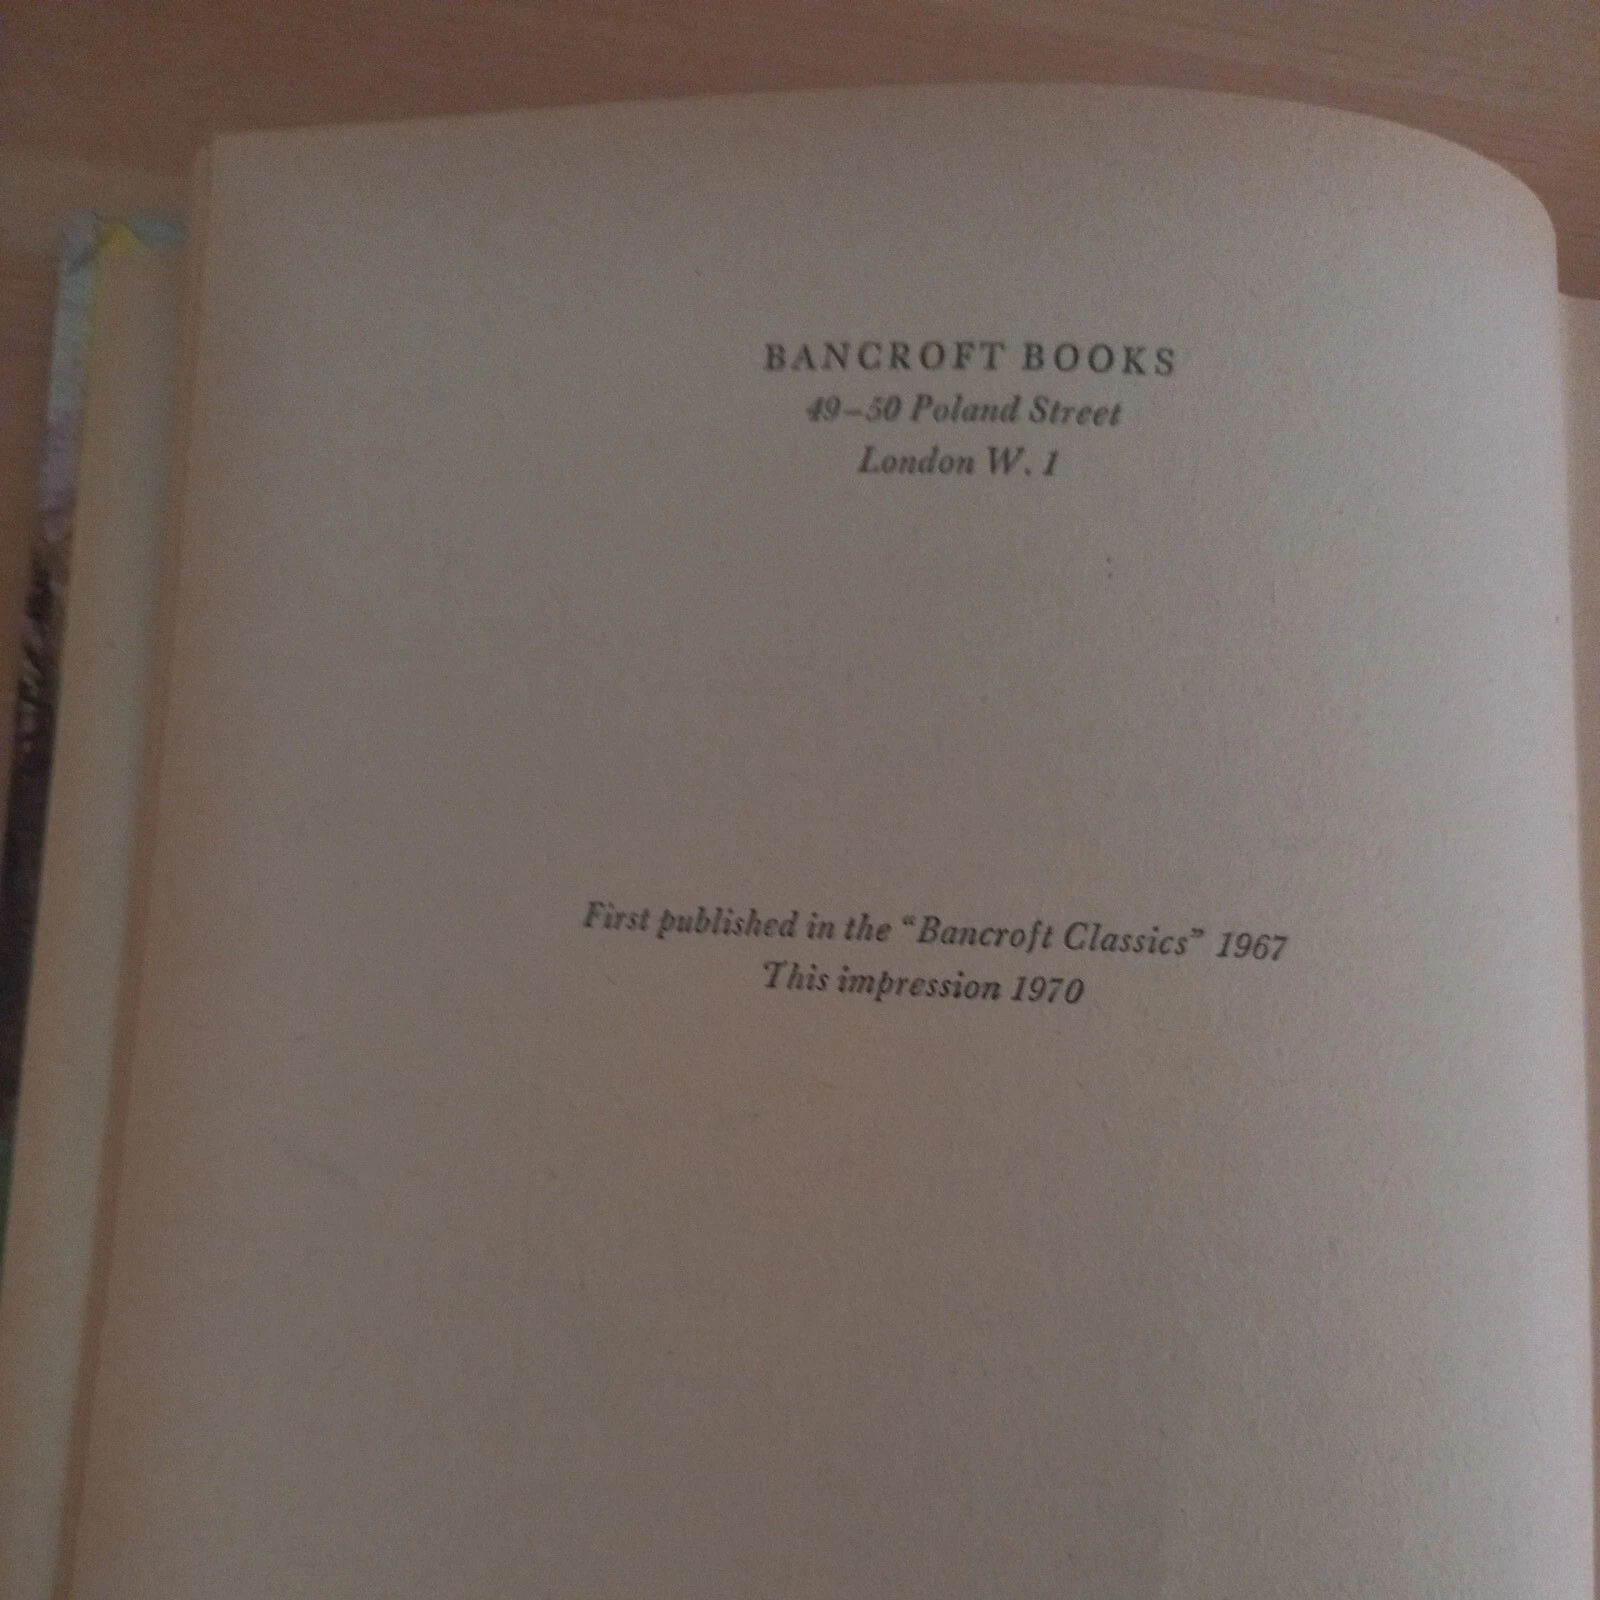 BANCROFT BOOKS
49–50 Poland Street
London W. 1
First published in the “Bancroft Classics” 1967
This impression 1970